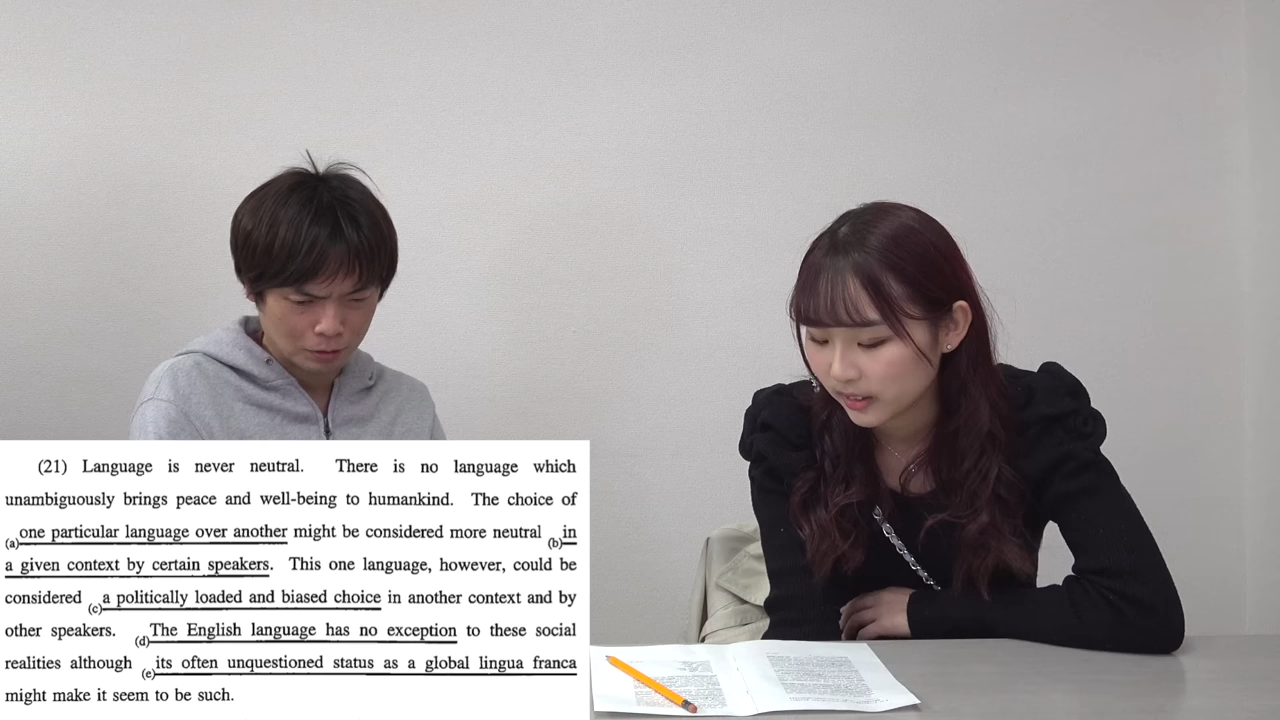 (21) Language is never neutral. There is no language which
unambiguously brings peace and well-being to humankind. The choice of
(a)one particular language over another might be considered more neutral (b)in
a given context by certain speakers. This one language, however, could be
considered (c)a politically loaded and biased choice in another context and by
other speakers. (d)The English language has no exception to these social
realities although (e)its often unquestioned status as a global lingua franca
might make it seem to be such.